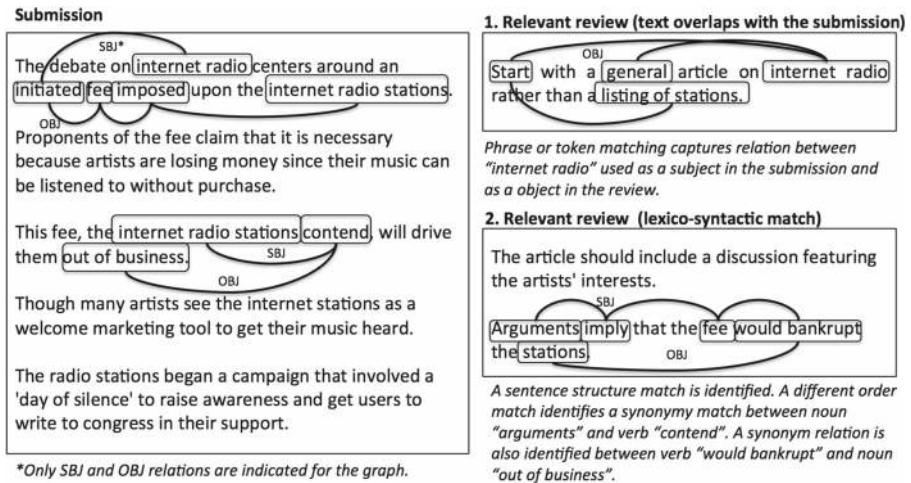 Submission
SBJ*
The debate on internet radio centers around an
initiated fee imposed upon the internet radio stations.
OBJ
Proponents of the fee claim that it is necessary
because artists are losing money since their music can
be listened to without purchase.
This fee, the internet radio stations contend, will drive
them out of business.
SBJ
OBJ
Though many artists see the internet stations as a
welcome marketing tool to get their music heard.
The radio stations began a campaign that involved a
'day of silence' to raise awareness and get users to
write to congress in their support.
*Only SBJ and OBJ relations are indicated for the graph.
1. Relevant review (text overlaps with the submission)
OBJ
Start with a general article on internet radio
rather than a listing of stations.
Phrase or token matching captures relation between
"internet radio" used as a subject in the submission and
as a object in the review.
2. Relevant review (lexico-syntactic match)
The article should include a discussion featuring
the artists' interests.
SBJ
Arguments imply that the fee would bankrupt
the stations.
OBJ
A sentence structure match is identified. A different order
match identifies a synonymy match between noun
"arguments" and verb "contend". A synonym relation is
also identified between verb "would bankrupt" and noun
"out of business".